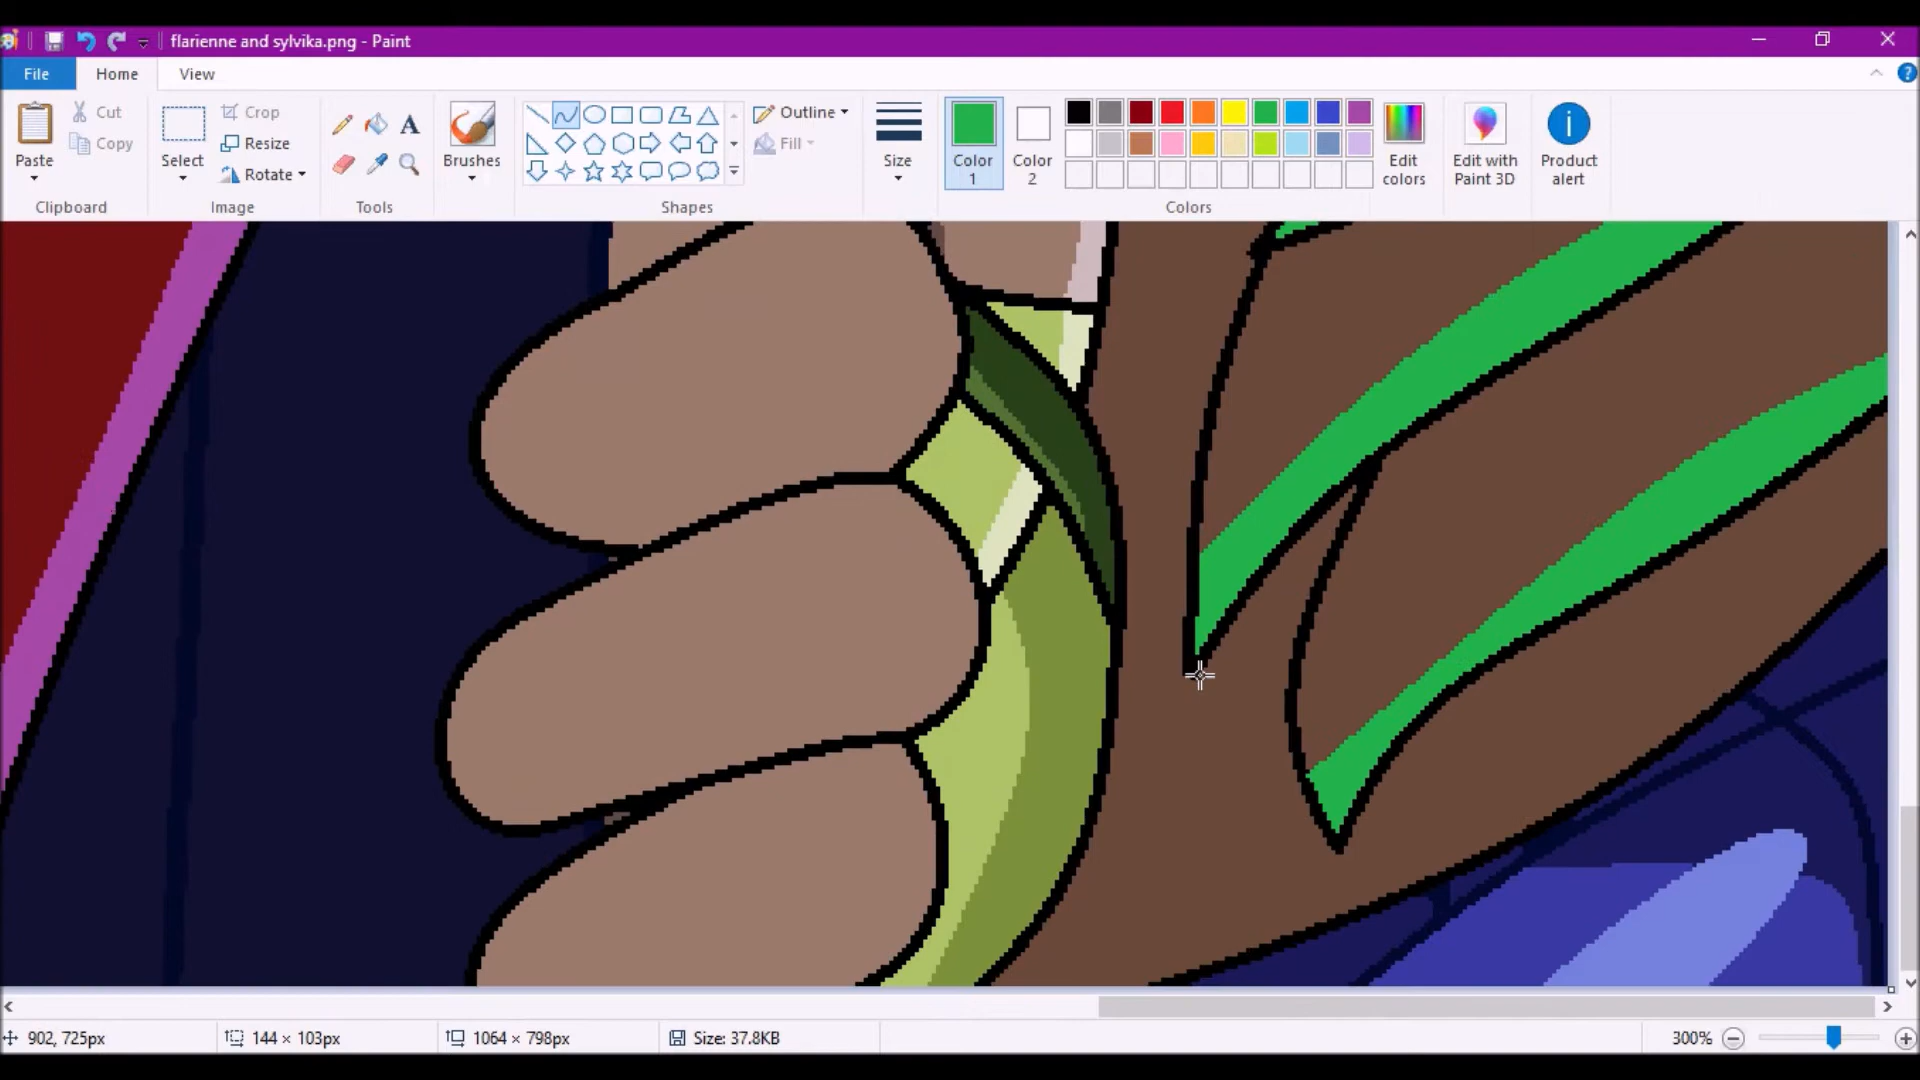 flarienne and sylvika.png - Paint
File Home View
Paste
Cut
Copy
Clipboard
Select
Crop
Resize
Rotate
Image
A
Tools
Brushes
Shapes
Outline
Fill
Size
Color 1
Color 2
Edit colors
Colors
Edit with Paint 3D
Product alert
902, 725px
144 × 103px
1064 × 798px
Size: 37.8KB
300%